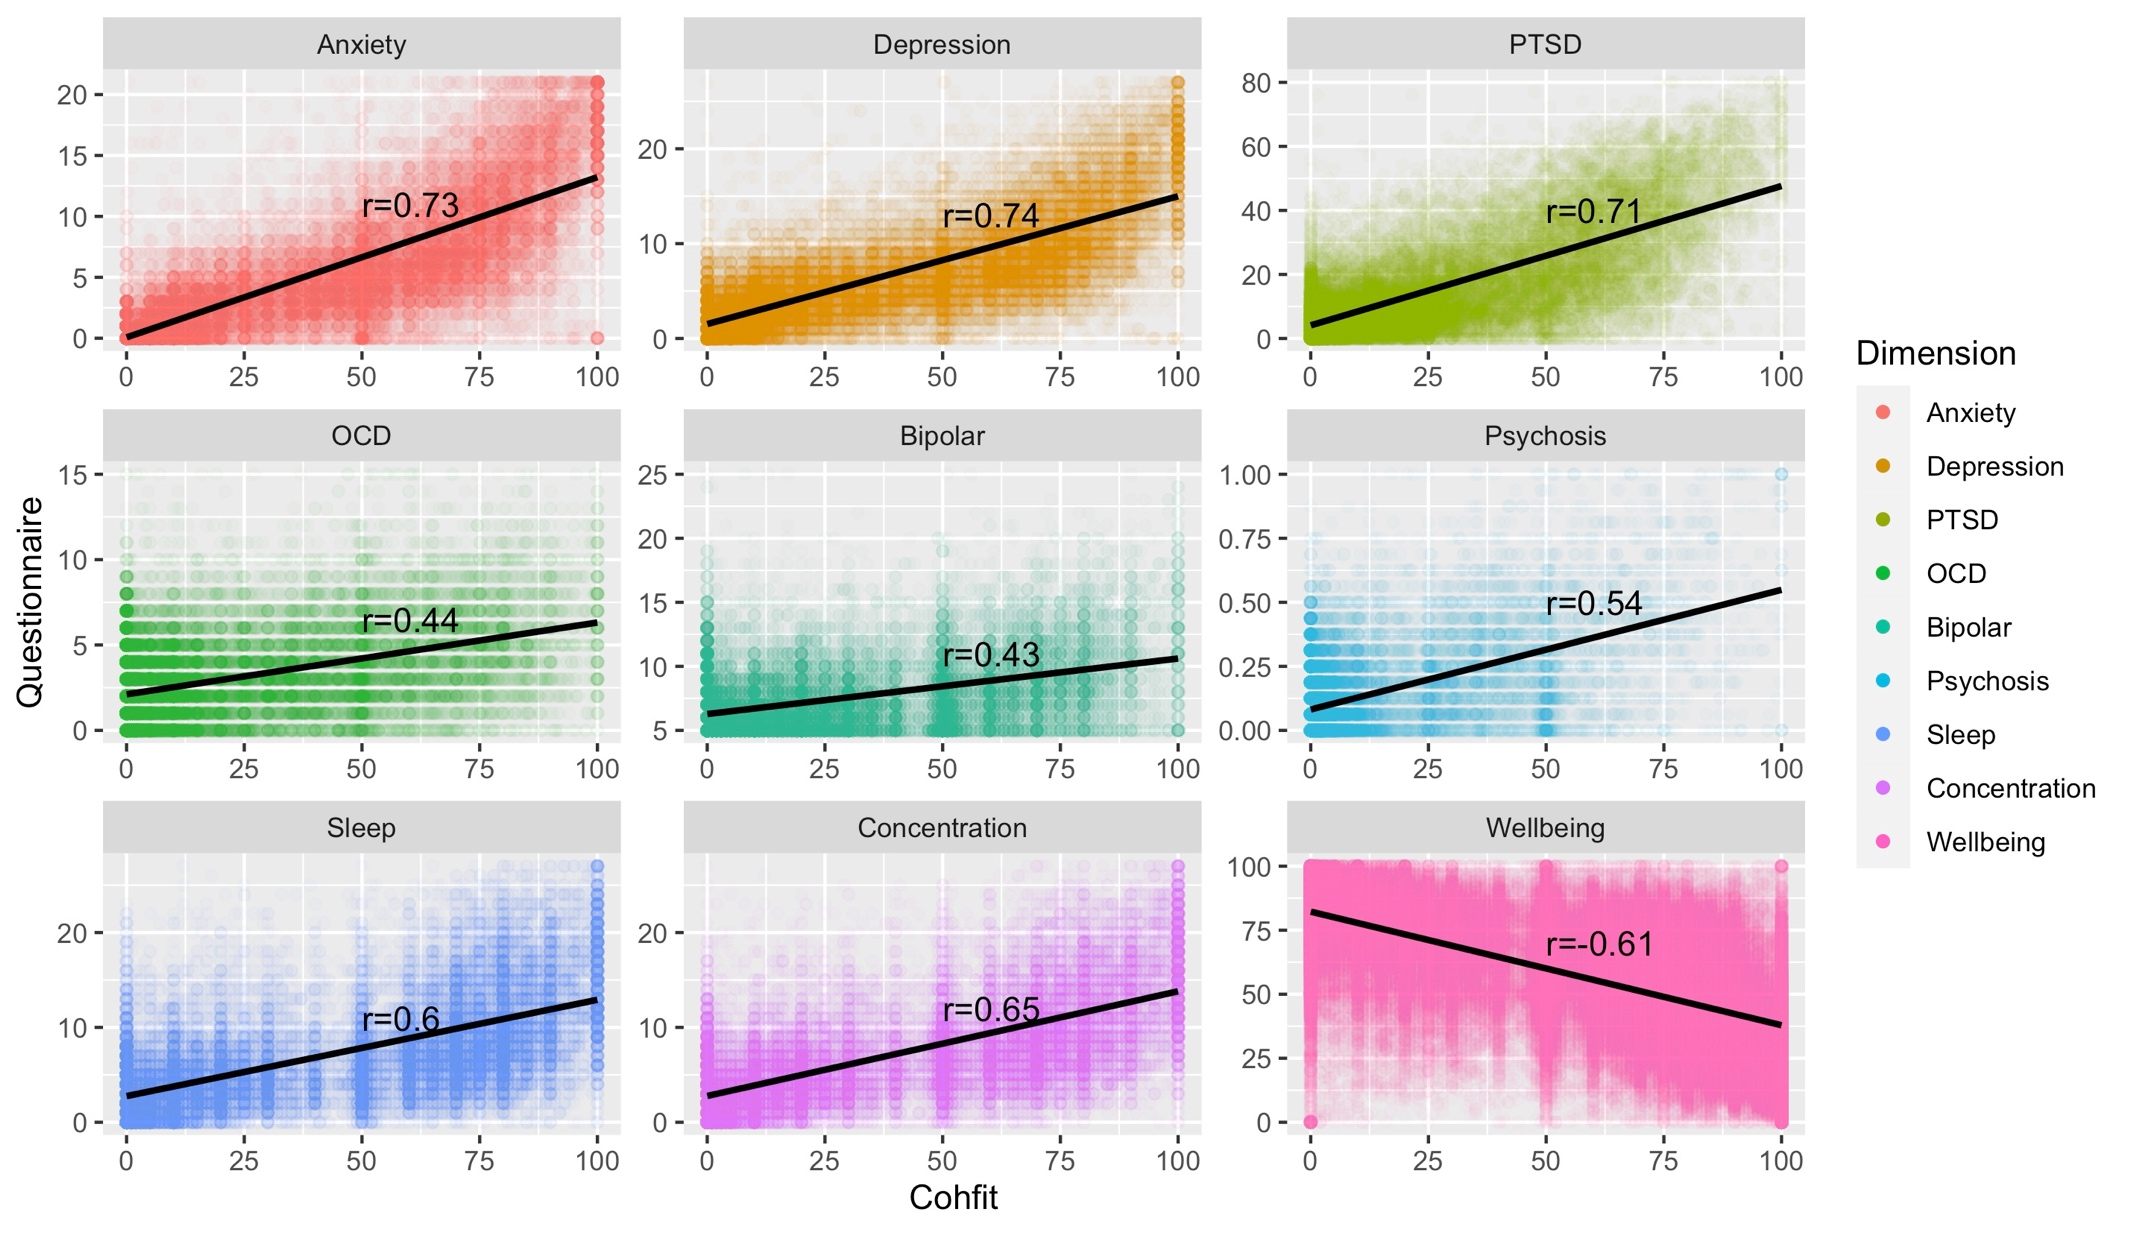 Anxiety
Depression
PTSD
20
15
10
5
0
r=0.73
0 25 50 75 100
20
10
0
r=0.74
0 25 50 75 100
80
60
40
20
0
r=0.71
0 25 50 75 100
OCD
Bipolar
Psychosis
15
10
5
0
r=0.44
0 25 50 75 100
25
20
15
10
5
r=0.43
0 25 50 75 100
1.00
0.75
0.50
0.25
0.00
r=0.54
0 25 50 75 100
Sleep
Concentration
Wellbeing
20
10
0
r=0.6
0 25 50 75 100
20
10
0
r=0.65
0 25 50 75 100
100
75
50
25
0
r=-0.61
0 25 50 75 100
Questionnaire
Cohfit
Dimension
Anxiety
Depression
PTSD
OCD
Bipolar
Psychosis
Sleep
Concentration
Wellbeing